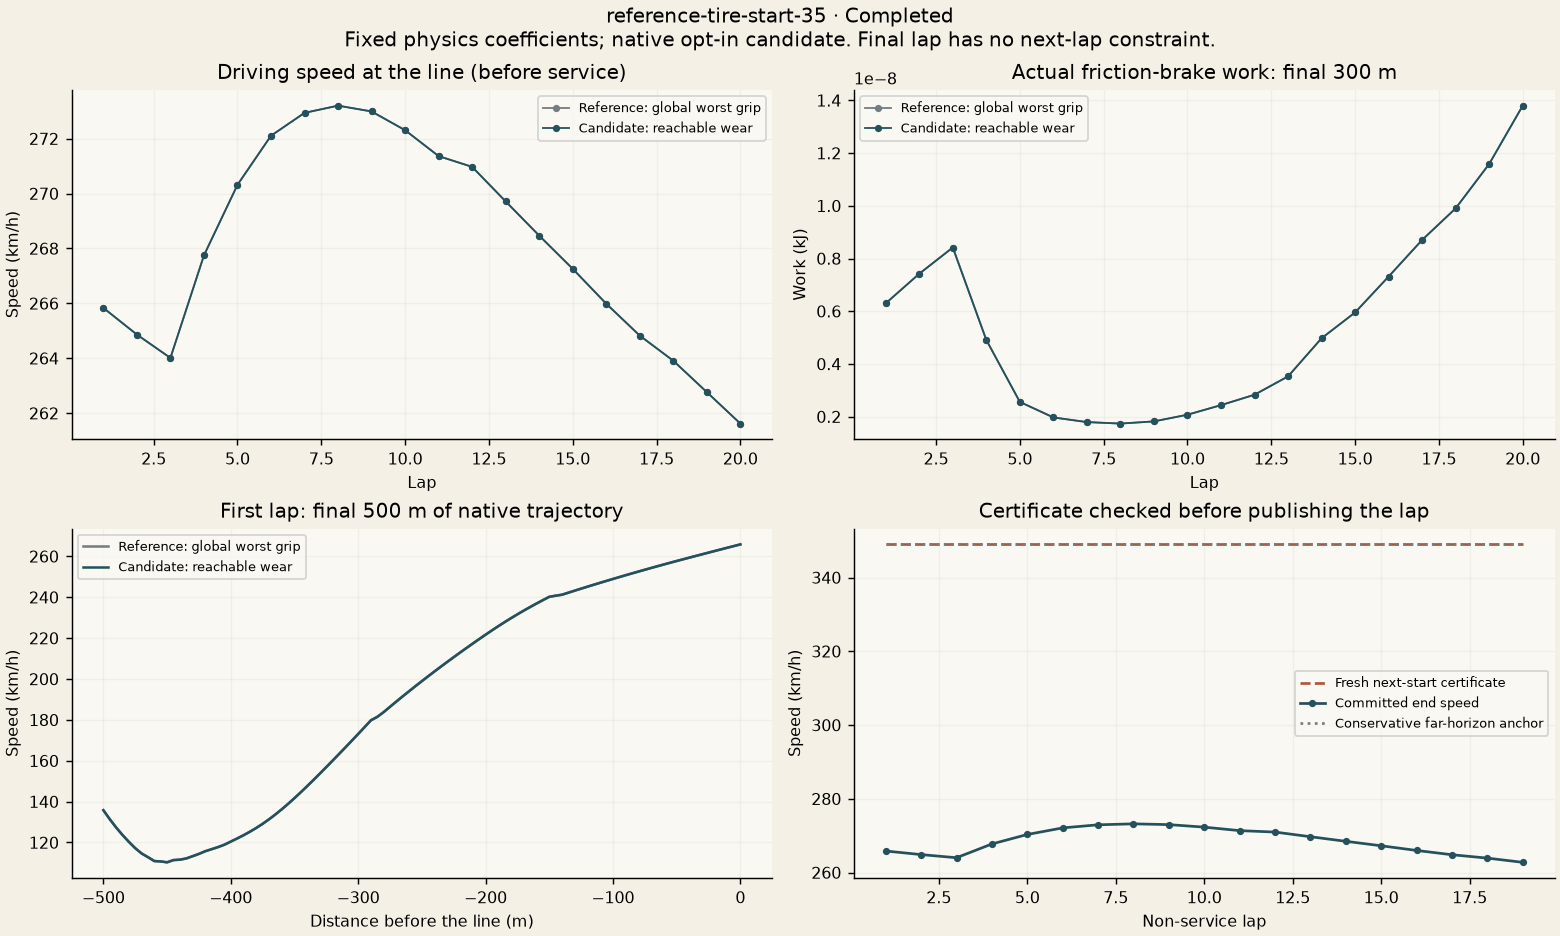 reference-tire-start-35 · Completed
Fixed physics coefficients; native opt-in candidate. Final lap has no next-lap constraint.
Driving speed at the line (before service)
Reference: global worst grip
Candidate: reachable wear
272
270
268
266
264
262
Speed (km/h)
2.5 5.0 7.5 10.0 12.5 15.0 17.5 20.0
Lap
Actual friction-brake work: final 300 m
1e−8
Reference: global worst grip
Candidate: reachable wear
1.4
1.2
1.0
0.8
0.6
0.4
0.2
Work (kJ)
2.5 5.0 7.5 10.0 12.5 15.0 17.5 20.0
Lap
First lap: final 500 m of native trajectory
Reference: global worst grip
Candidate: reachable wear
260
240
220
200
180
160
140
120
Speed (km/h)
−500 −400 −300 −200 −100 0
Distance before the line (m)
Certificate checked before publishing the lap
340
320
300
280
260
Speed (km/h)
Fresh next-start certificate
Committed end speed
Conservative far-horizon anchor
2.5 5.0 7.5 10.0 12.5 15.0 17.5
Non-service lap